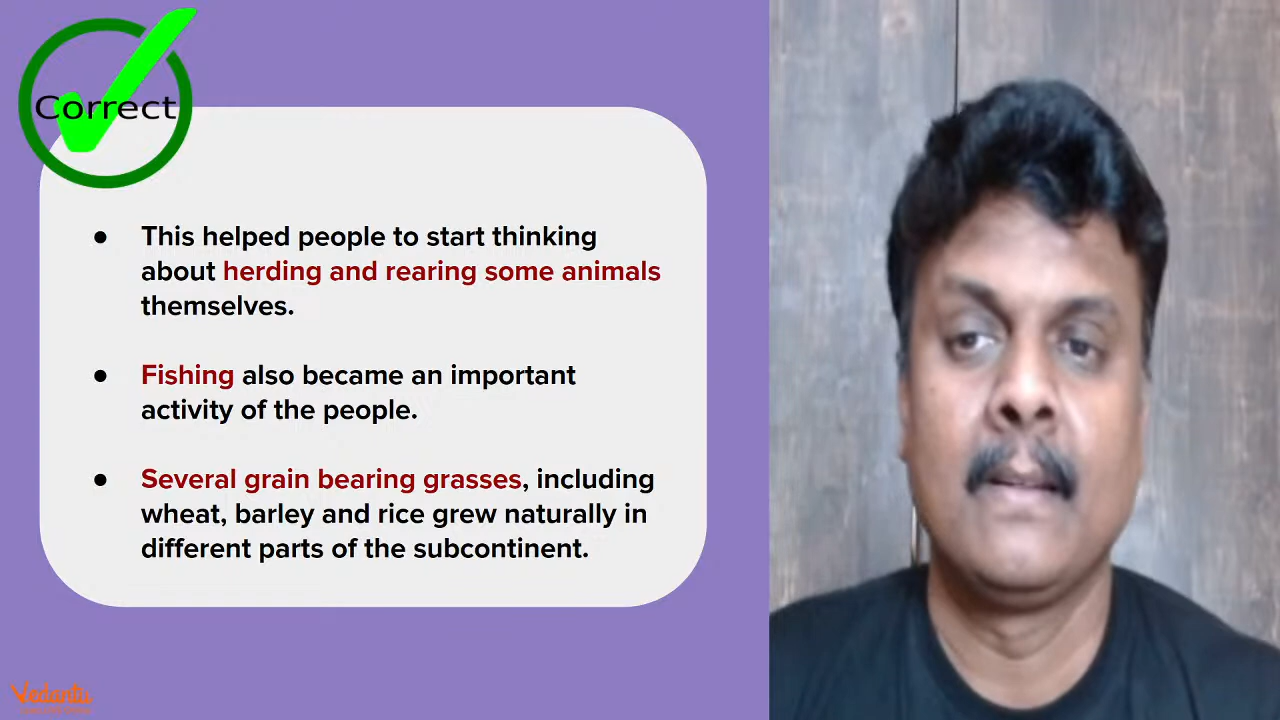 Correct
● This helped people to start thinking
about herding and rearing some animals
themselves.
● Fishing also became an important
activity of the people.
● Several grain bearing grasses, including
wheat, barley and rice grew naturally in
different parts of the subcontinent.
Vedantu